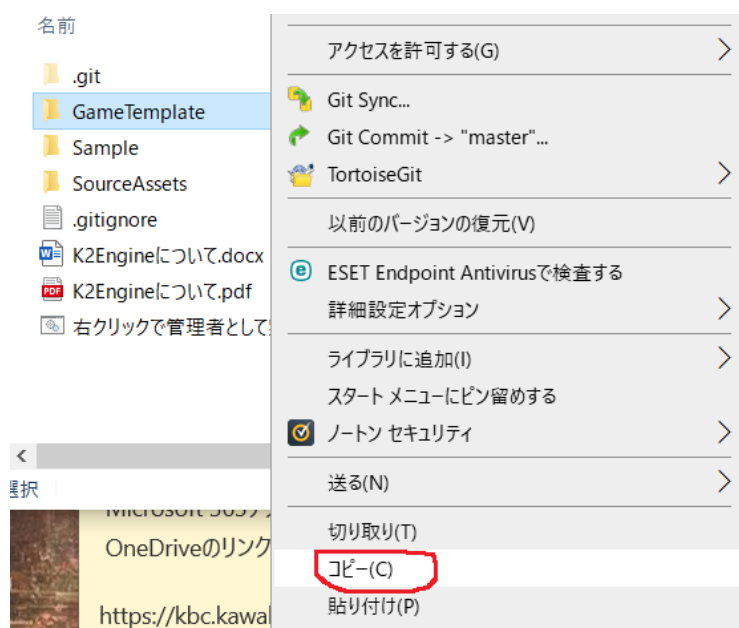 名前
.git
GameTemplate
Sample
SourceAssets
.gitignore
K2Engineについて.docx
K2Engineについて.pdf
右クリックで管理者として
選択
Microsoft 365
OneDriveのリンク
https://kbc.kawa
アクセスを許可する(G)
Git Sync...
Git Commit -> "master"...
TortoiseGit
以前のバージョンの復元(V)
ESET Endpoint Antivirusで検査する
詳細設定オプション
ライブラリに追加(I)
スタート メニューにピン留めする
ノートン セキュリティ
送る(N)
切り取り(T)
コピー(C)
貼り付け(P)